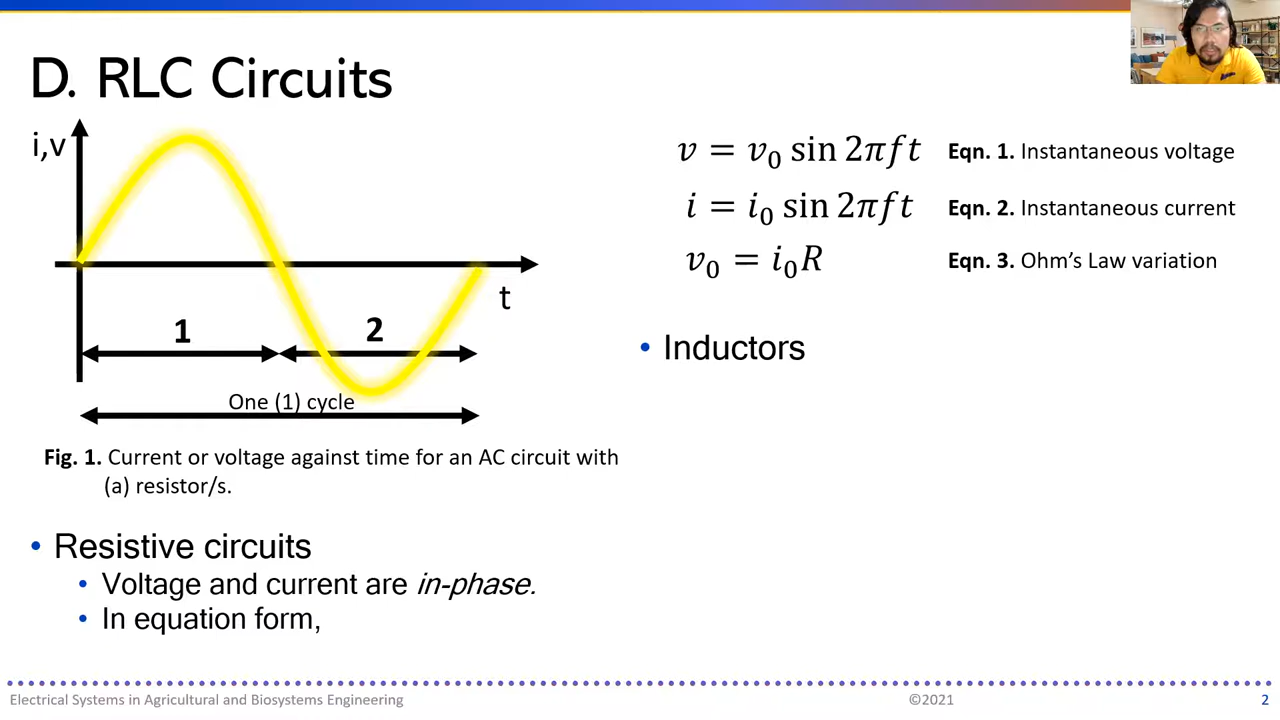 D. RLC Circuits
i,v
t
1
2
One (1) cycle
Fig. 1. Current or voltage against time for an AC circuit with
(a) resistor/s.
• Resistive circuits
• Voltage and current are in-phase.
• In equation form,
v = v₀ sin 2πft Eqn. 1. Instantaneous voltage
i = i₀ sin 2πft Eqn. 2. Instantaneous current
v₀ = i₀R Eqn. 3. Ohm’s Law variation
• Inductors
Electrical Systems in Agricultural and Biosystems Engineering ©2021 2